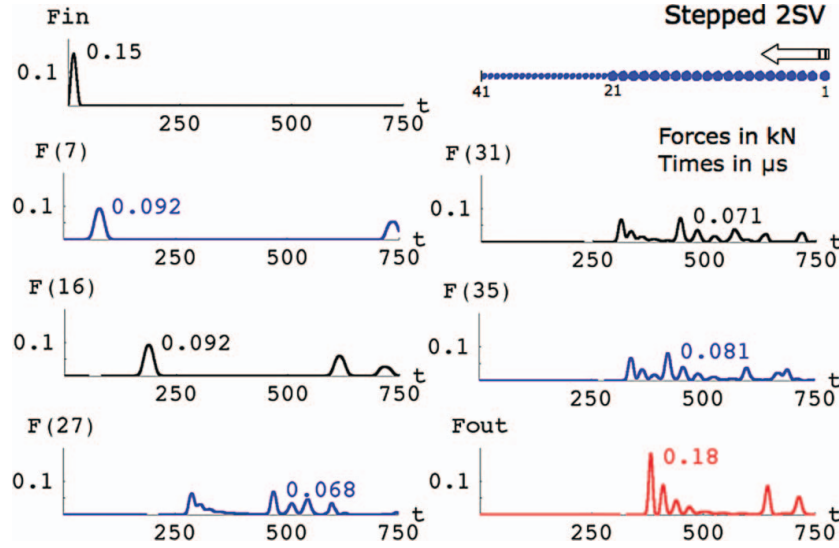 Fin
Stepped 2SV
0.15
0.1
t
250 500 750
41 21 1
Forces in kN
Times in μs
F(7)
0.1
0.092
t
250 500 750
F(31)
0.1
0.071
t
250 500 750
F(16)
0.1
0.092
t
250 500 750
F(35)
0.1
0.081
t
250 500 750
F(27)
0.1
0.068
t
250 500 750
Fout
0.1
0.18
t
250 500 750